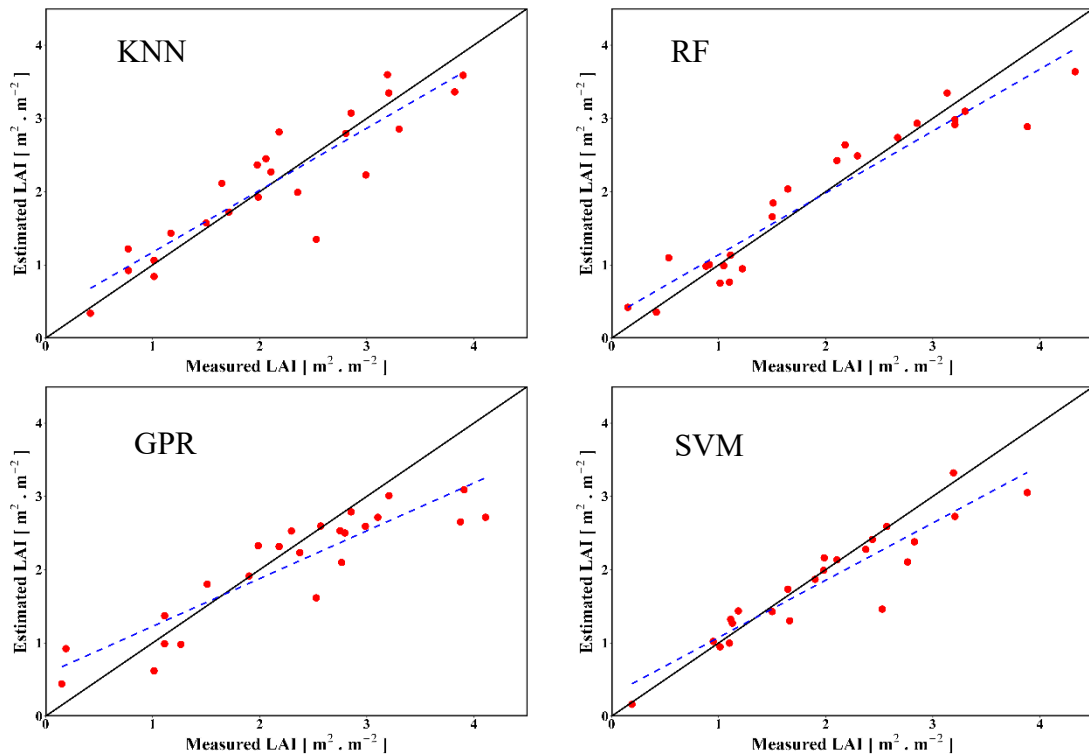 KNN
4
3
2
1
0
Estimated LAI [ m² . m⁻² ]
0 1 2 3 4
Measured LAI [ m² . m⁻² ]
RF
4
3
2
1
0
Estimated LAI [ m² . m⁻² ]
0 1 2 3 4
Measured LAI [ m² . m⁻² ]
GPR
4
3
2
1
0
Estimated LAI [ m² . m⁻² ]
0 1 2 3 4
Measured LAI [ m² . m⁻² ]
SVM
4
3
2
1
0
Estimated LAI [ m² . m⁻² ]
0 1 2 3 4
Measured LAI [ m² . m⁻² ]